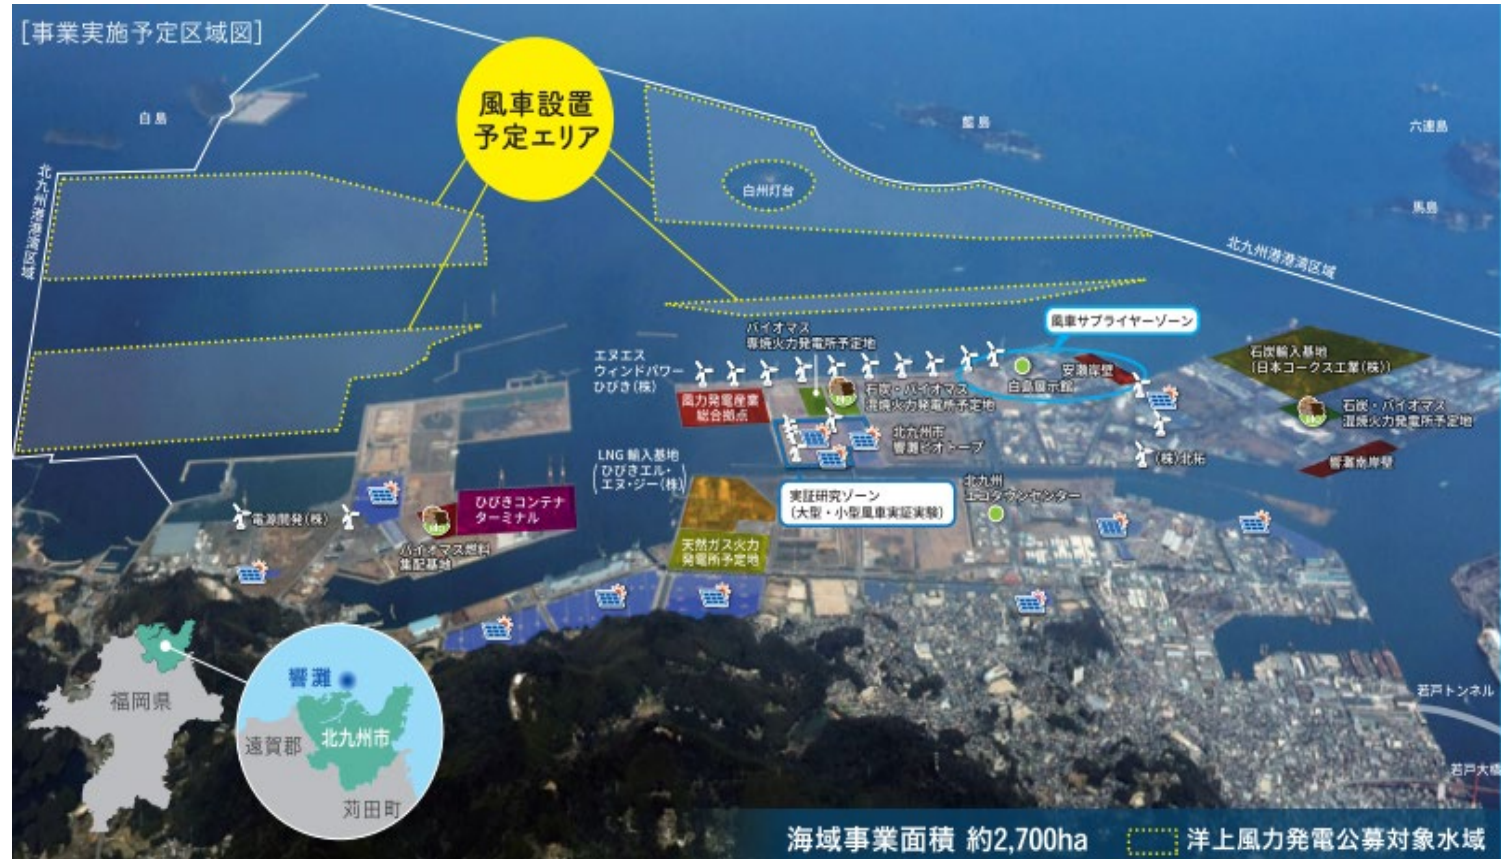 [事業実施予定区域図]
風車設置
予定エリア
白島
藍島
六連島
馬島
白州灯台
北九州港港湾区域
北九州港港湾区域
風車サプライヤーゾーン
バイオマス
専焼火力発電所予定地
エヌエス
ウィンドパワー
ひびき(株)
風力発電産業
総合拠点
石炭・バイオマス
混焼火力発電所予定地
白島展示館
安瀬岸壁
石炭輸入基地
(日本コークス工業(株))
石炭・バイオマス
混焼火力発電所予定地
響灘南岸壁
(株)北拓
北九州市
響灘ビオトープ
LNG 輸入基地
(ひびきエル・
エヌ・ジー(株))
実証研究ゾーン
(大型・小型風車実証実験)
北九州
エコタウンセンター
電源開発(株)
ひびきコンテナ
ターミナル
バイオマス燃料
集配基地
天然ガス火力
発電所予定地
福岡県
響灘
遠賀郡
北九州市
苅田町
若戸トンネル
若戸大橋
海域事業面積 約2,700ha
洋上風力発電公募対象水域